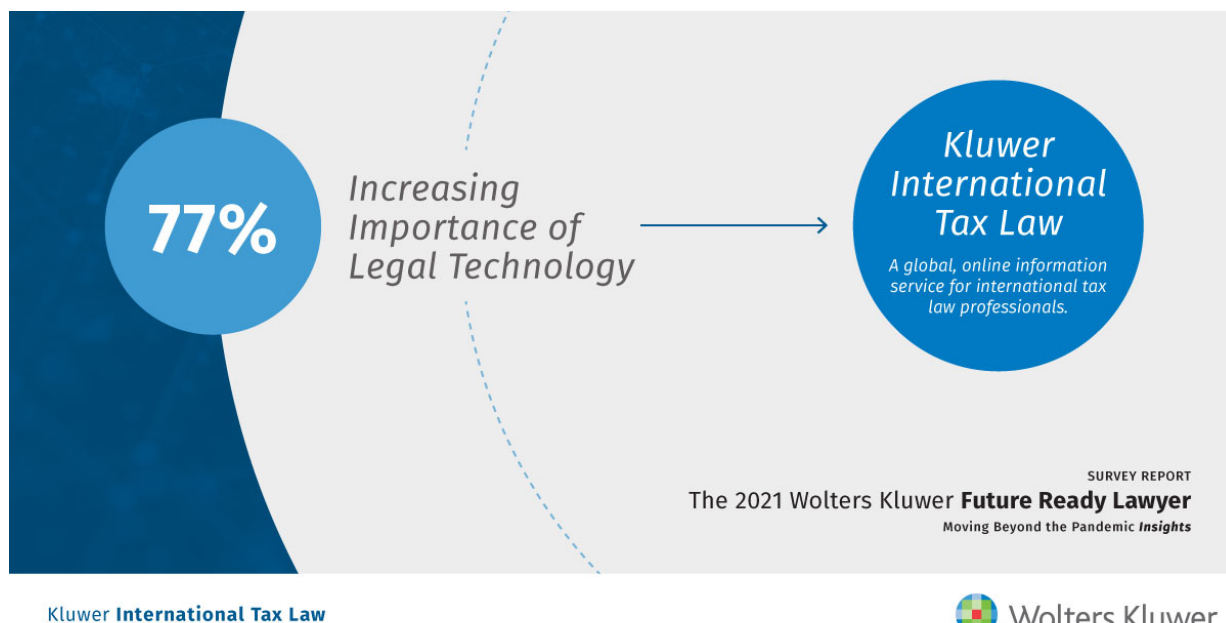 77%
Increasing
Importance of
Legal Technology
Kluwer
International
Tax Law
A global, online information
service for international tax
law professionals.
SURVEY REPORT
The 2021 Wolters Kluwer Future Ready Lawyer
Moving Beyond the Pandemic Insights
Kluwer International Tax Law
Wolters Kluwer